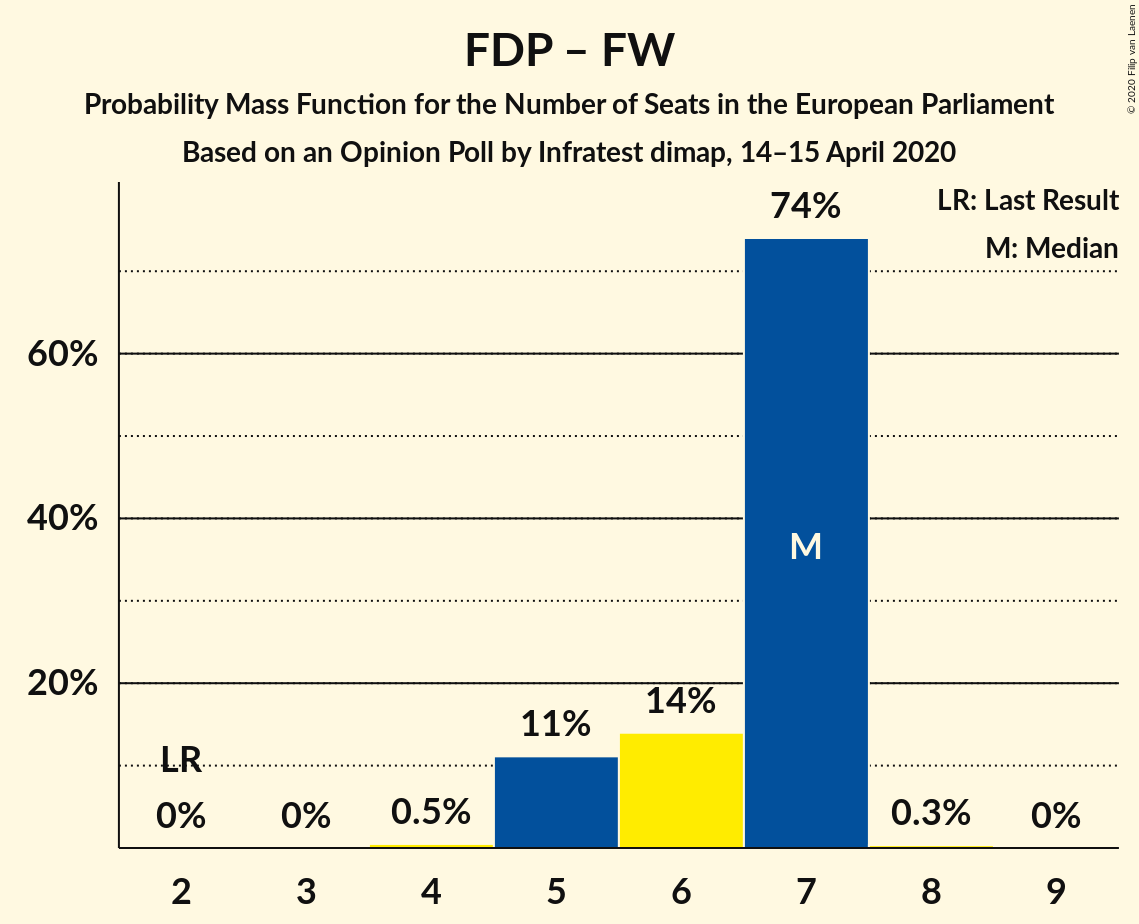 FDP – FW
Probability Mass Function for the Number of Seats in the European Parliament
Based on an Opinion Poll by Infratest dimap, 14–15 April 2020
© 2020 Filip van Laenen
LR: Last Result
M: Median
74%
60%
40%
M
20%
14%
11%
LR
0%
0%
0.5%
0.3%
0%
2 3 4 5 6 7 8 9